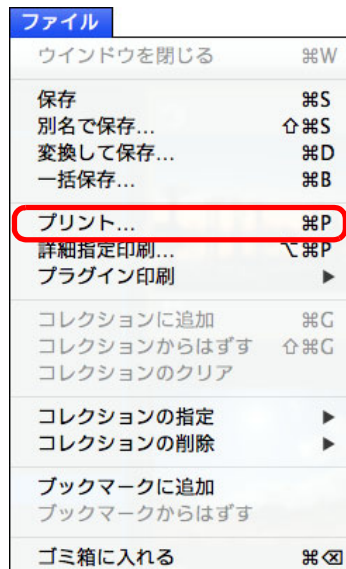 ファイル
ウインドウを閉じる ⌘W
保存 ⌘S
別名で保存... ⇧⌘S
変換して保存... ⌘D
一括保存... ⌘B
プリント... ⌘P
詳細指定印刷... ⌥⌘P
プラグイン印刷 ▶
コレクションに追加 ⌘G
コレクションからはずす ⇧⌘G
コレクションのクリア
コレクションの指定 ▶
コレクションの削除 ▶
ブックマークに追加
ブックマークからはずす
ゴミ箱に入れる ⌘⌫